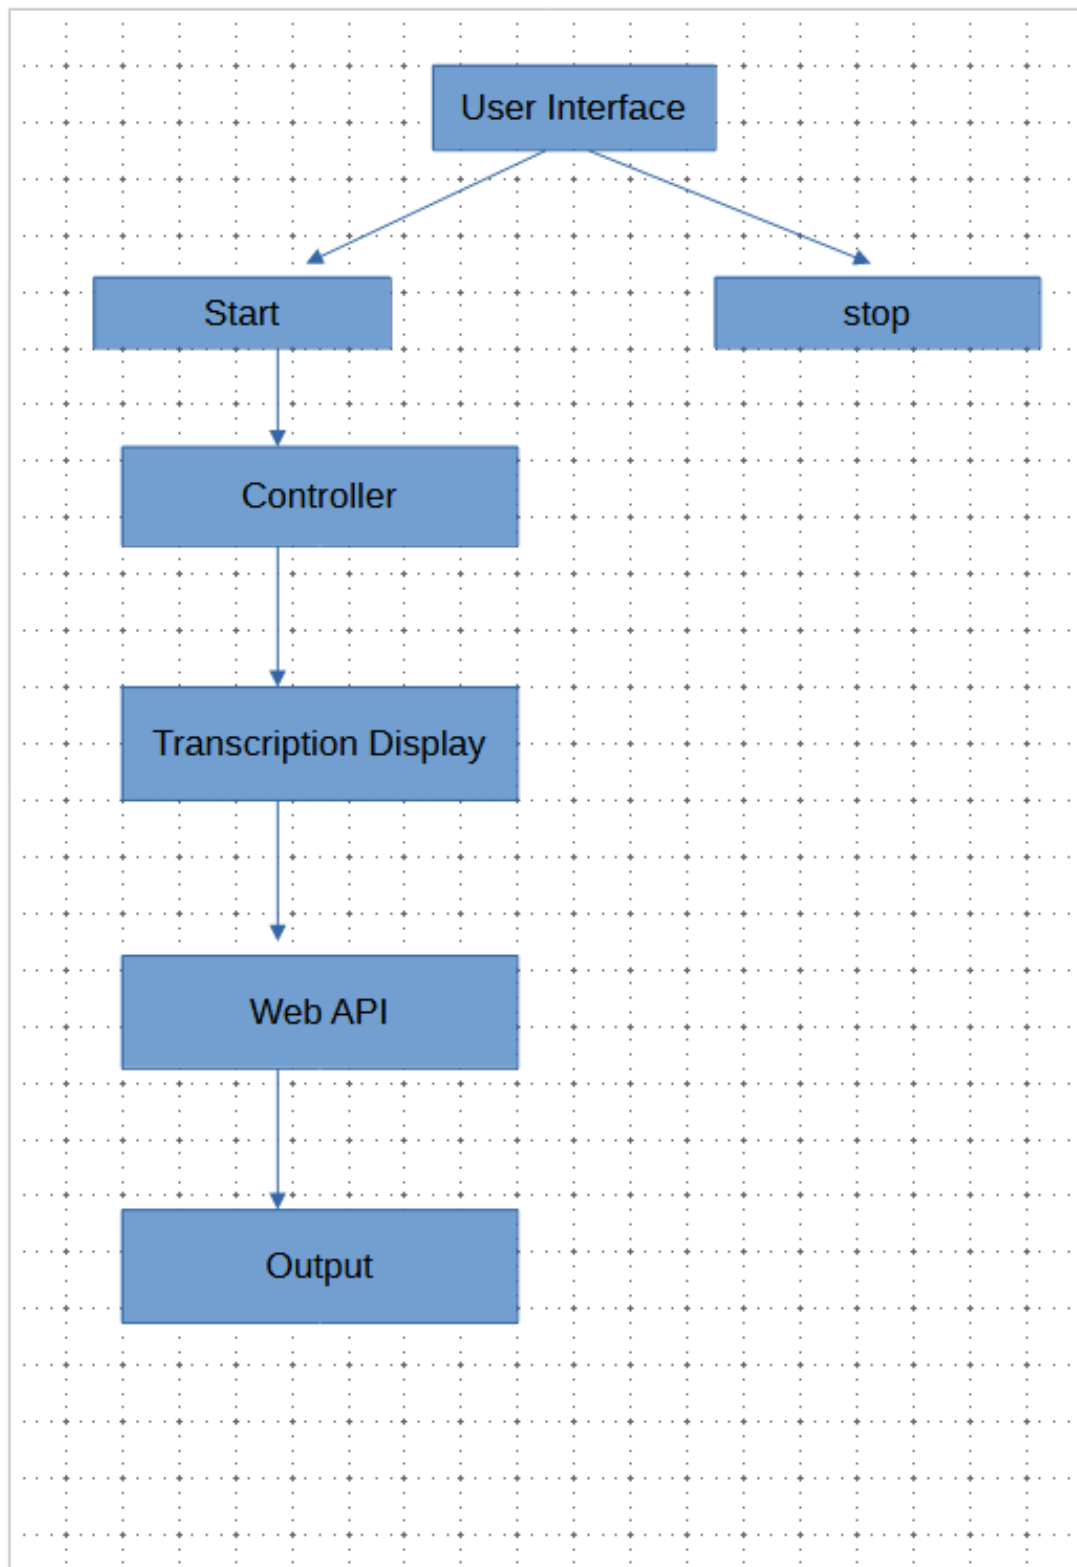 User Interface
Start
stop
Controller
Transcription Display
Web API
Output